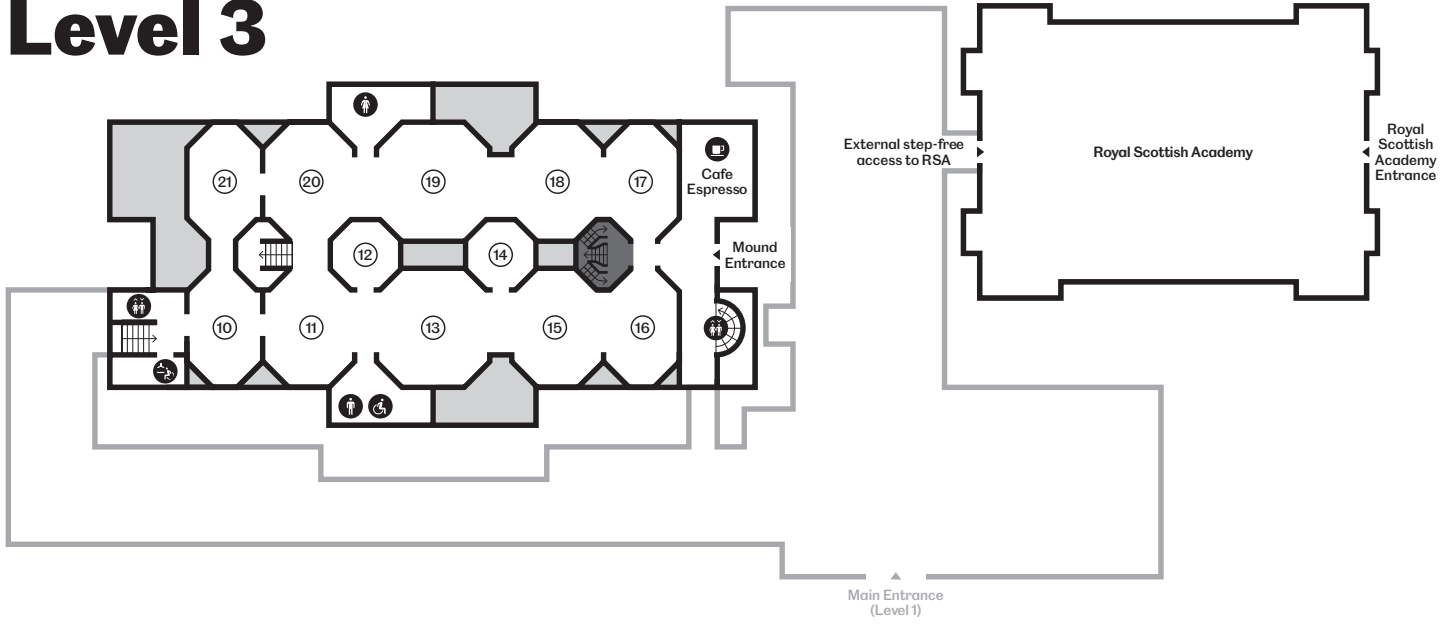 Level 3
External step-free
access to RSA
Royal Scottish Academy
Royal
Scottish
Academy
Entrance
21
20
19
18
17
Cafe
Espresso
12
14
Mound
Entrance
10
11
13
15
16
Main Entrance
(Level 1)